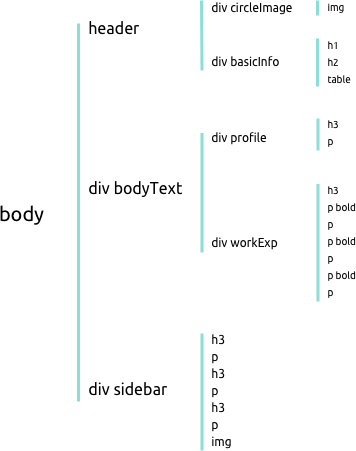 body
header
div circleImage
img
div basicInfo
h1
h2
table
div bodyText
div profile
h3
p
div workExp
h3
p bold
p
p bold
p
p bold
p
div sidebar
h3
p
h3
p
h3
p
img